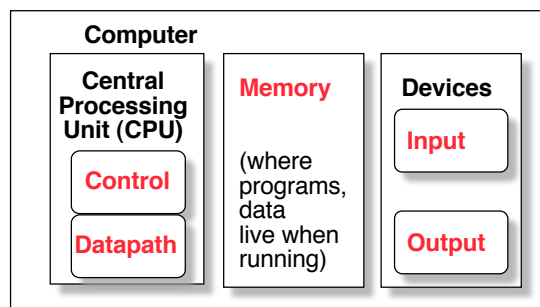 Computer
Central
Processing
Unit (CPU)
Control
Datapath
Memory
(where
programs,
data
live when
running)
Devices
Input
Output